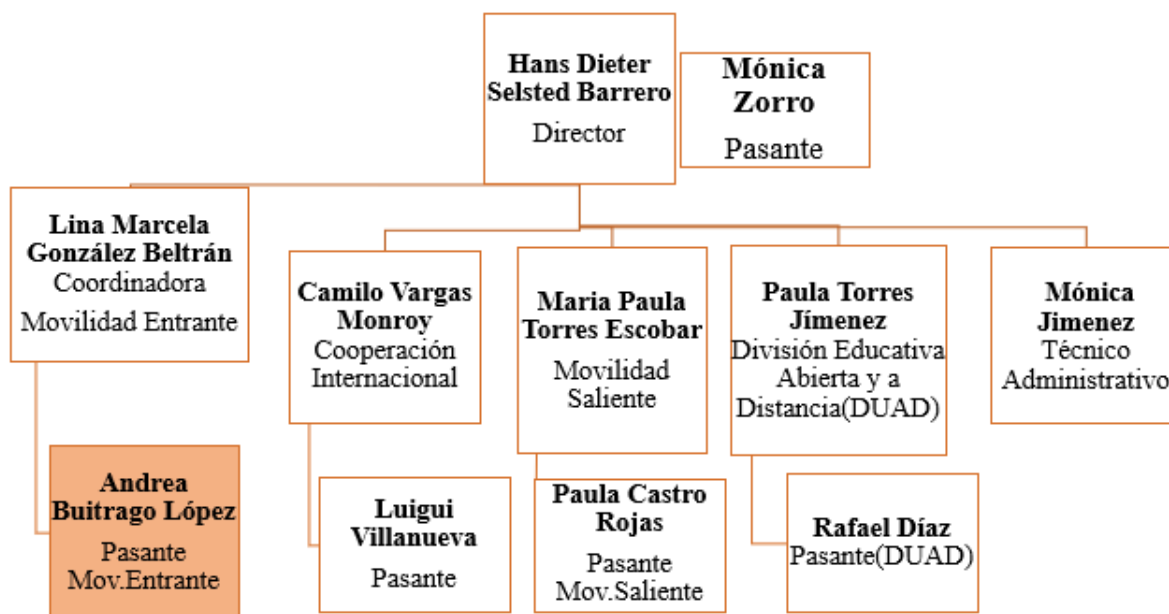 Hans Dieter
Selsted Barrero
Director
Mónica
Zorro
Pasante
Lina Marcela
González Beltrán
Coordinadora
Movilidad Entrante
Camilo Vargas
Monroy
Cooperación
Internacional
Maria Paula
Torres Escobar
Movilidad
Saliente
Paula Torres
Jímenez
División Educativa
Abierta y a
Distancia(DUAD)
Mónica
Jimenez
Técnico
Administrativo
Andrea
Buitrago López
Pasante
Mov.Entrante
Luigui
Villanueva
Pasante
Paula Castro
Rojas
Pasante
Mov.Saliente
Rafael Díaz
Pasante(DUAD)